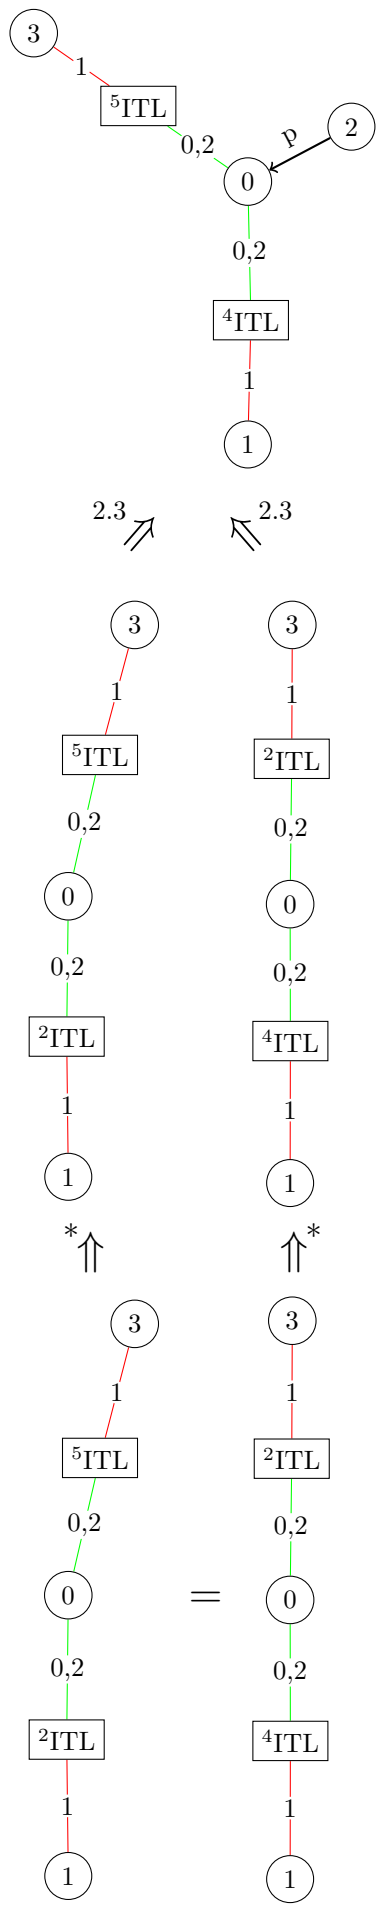 3
1
⁵ITL
2
p
0,2
0
0,2
⁴ITL
1
1
2.3 ⇗ ⇖ 2.3
3 3
1 1
⁵ITL ²ITL
0,2 0,2
0 0
0,2 0,2
²ITL ⁴ITL
1 1
1 1
*⇑ ⇑*
3 3
1 1
⁵ITL ²ITL
0,2 0,2
0 = 0
0,2 0,2
²ITL ⁴ITL
1 1
1 1